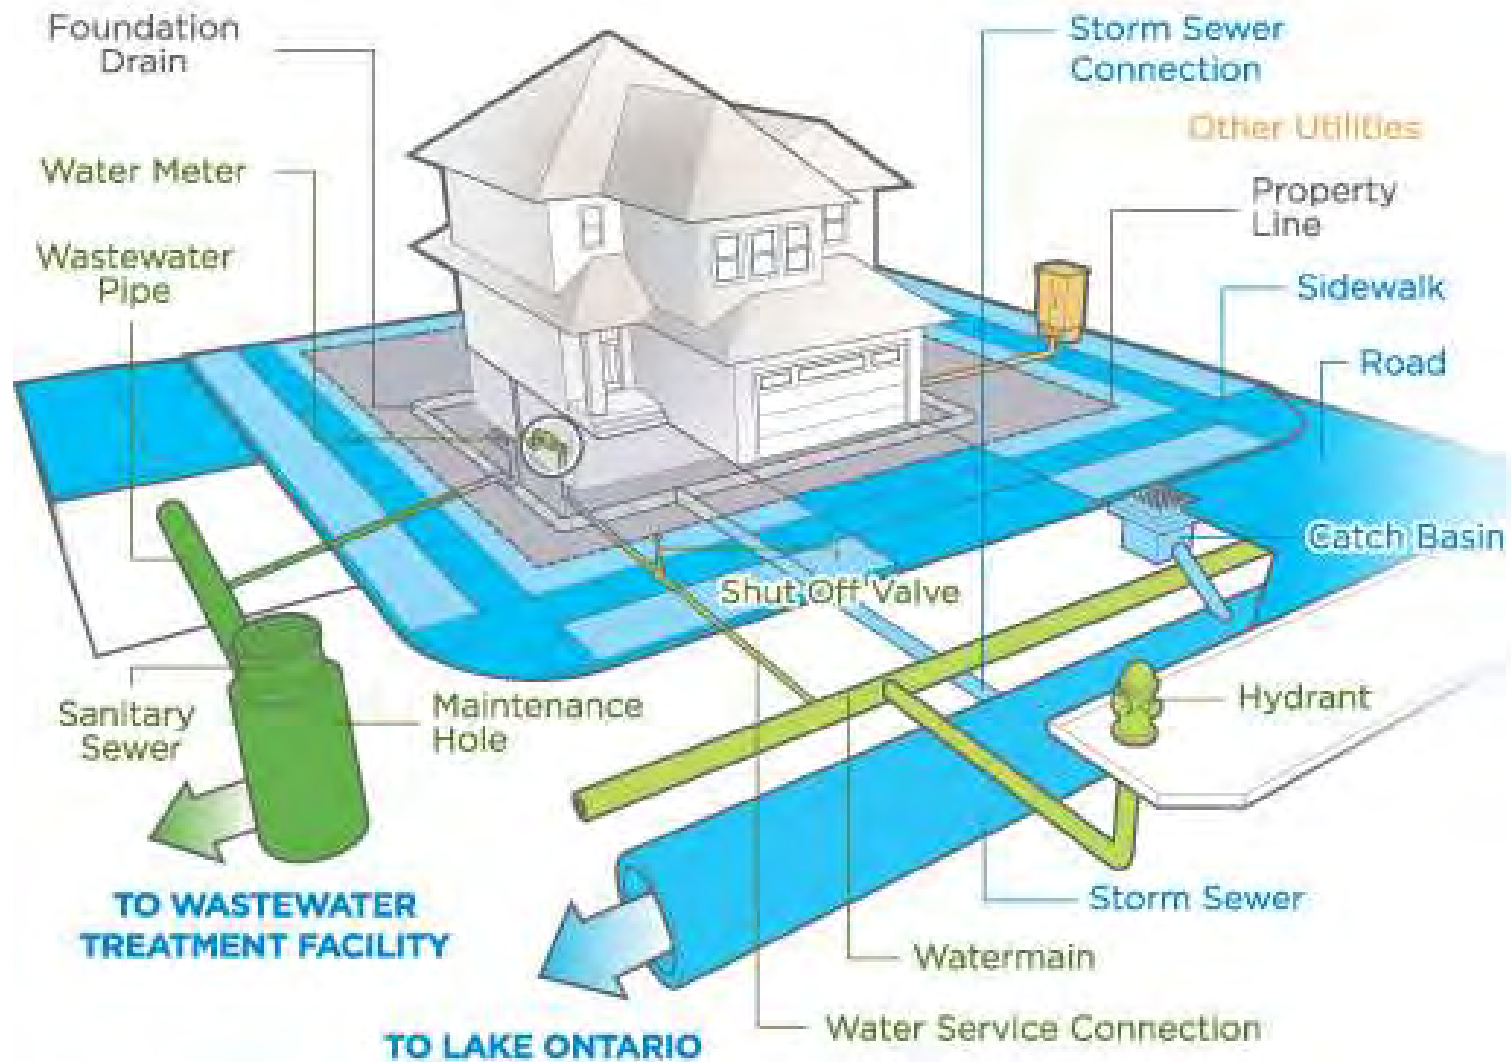 Foundation
Drain
Storm Sewer
Connection
Other Utilities
Water Meter
Property
Line
Wastewater
Pipe
Sidewalk
Road
Catch Basin
Shut Off Valve
Sanitary
Sewer
Maintenance
Hole
Hydrant
TO WASTEWATER
TREATMENT FACILITY
Storm Sewer
Watermain
Water Service Connection
TO LAKE ONTARIO